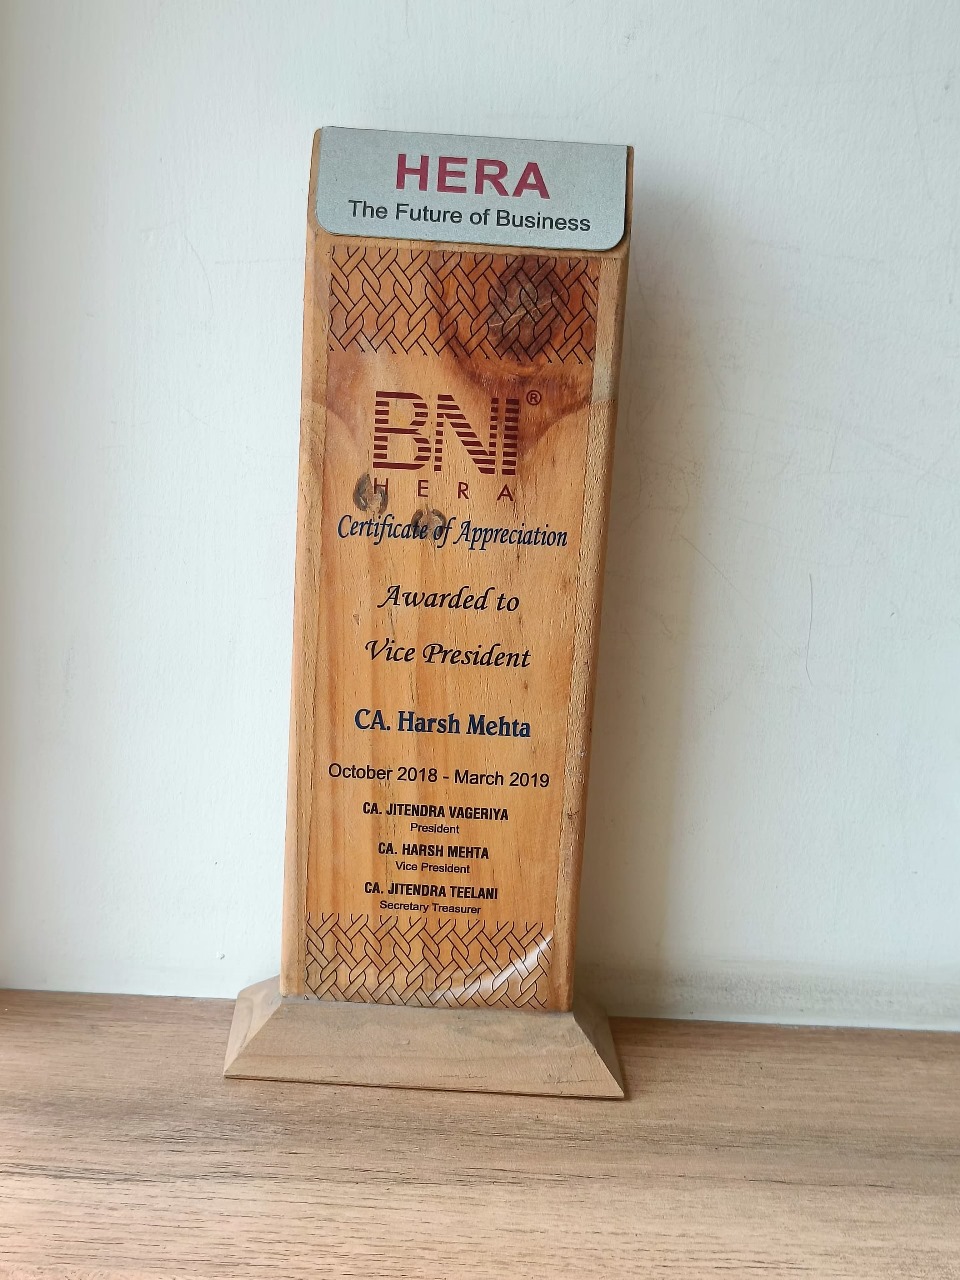 HERA
The Future of Business
BNI®
HERA
Certificate of Appreciation
Awarded to
Vice President
CA. Harsh Mehta
October 2018 - March 2019
CA. JITENDRA VAGERIYA
President
CA. HARSH MEHTA
Vice President
CA. JITENDRA TEELANI
Secretary Treasurer